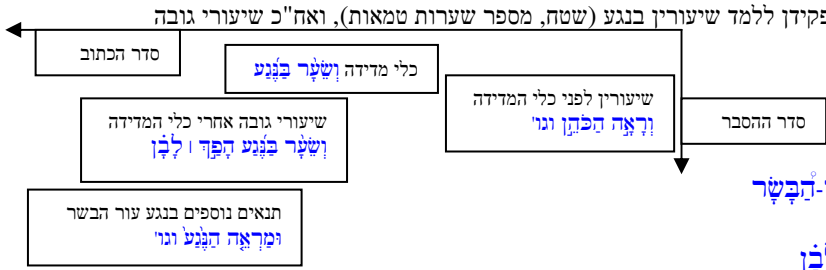 פקידן ללמד שיעורין בנגע (שטח, מספר שערות טמאות), ואח"כ שיעורי גובה
סדר הכתוב
כלי מדידה וְשֵׂעָ֨ר בַּנֶּ֜גַע
שיעורין לפני כלי המדידה
וְרָאָ֣ה הַכֹּהֵ֣ן וגו'
סדר ההסבר
שיעורי גובה אחרי כלי המדידה
וְשֵׂעָ֨ר בַּנֶּ֜גַע הָפַ֣ךְ ׀ לָבָ֗ן
תנאים נוספים בנגע עור הבשר
וּמַרְאֵ֤ה הַנֶּ֙גַע֙ וגו'
הַבָּשָׂר